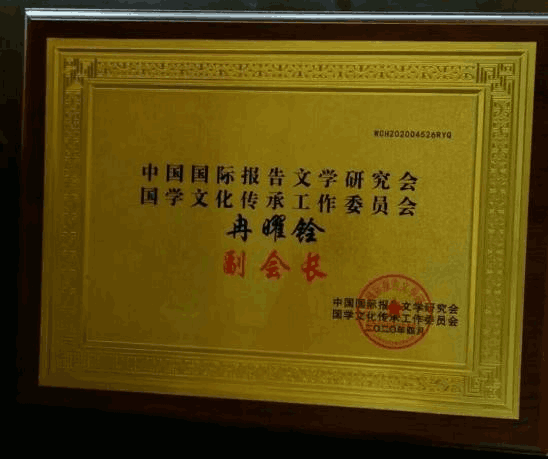 WCH202004526RYQ
中国国际报告文学研究会
国学文化传承工作委员会
冉曜铨
副会长
中国国际报告文学研究会
国学文化传承工作委员会
二〇二〇年四月